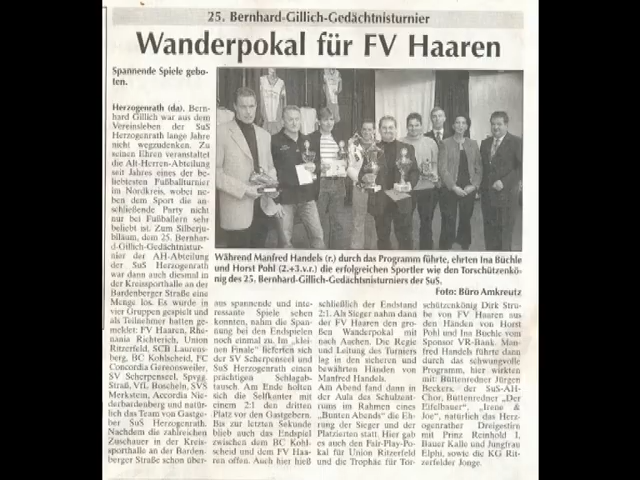 25. Bernhard-Gillich-Gedächtnisturnier
Wanderpokal für FV Haaren
Spannende Spiele gebo-
ten.
Herzogenrath (da). Bern-
hard Gillich war aus dem
Vereinsleben der SuS
Herzogenrath lange Jahre
nicht wegzudenken. Zu
seinen Ehren veranstaltet
die Alt-Herren-Abteilung
seit Jahres eines der be-
liebtesten Fußballturnier
im Nordkreis, wobei ne-
ben dem Sport die an-
schließende Party nicht
nur bei Fußballern sehr
beliebt ist. Zum Silberju-
biläum, dem 25. Bernhar-
d-Gillich-Gedächtnistur-
nier der AH-Abteilung
der SuS Herzogenrath
war dann auch diesmal in
der Kreissporthalle an der
Bardenberger Straße eine
Menge los. Es wurde in
vier Gruppen gespielt und
als Teilnehmer hatten ge-
meldet: FV Haaren, Rhe-
nania Richterich, Union
Ritzerfeld, SCB Laurens-
berg, BC Kohlscheid, FC
Concordia Gereonsweiler,
SV Scherpenseel, Spvgg.
Straß, VfL Boscheln, SVS
Merkstein, Accordia Nie-
derbardenberg und natür-
lich das Team von Gastge-
ber SuS Herzogenrath.
Nachdem die zahlreichen
Zuschauer in der Kreis-
sporthalle an der Barden-
berger Straße schon über-
Während Manfred Handels (r.) durch das Programm führte, ehrten Ina Büchle
und Horst Pohl (2.+3.v.r.) die erfolgreichen Sportler wie den Torschützenkö-
nig des 25. Bernhard-Gillich-Gedächtnisturniers der SuS.
Foto: Büro Amkreutz
aus spannende und inte-
ressante Spiele sehen
konnten, nahm die Span-
nung bei den Endspielen
noch einmal zu. Im „klei-
nen Finale" lieferten sich
der SV Scherpenseel und
SuS Herzogenrath einen
prächtigen Schlagab-
tausch. Am Ende holten
sich die Selfkanter mit
einem 2:1 den dritten
Platz vor den Gastgebern.
Bis zur letzten Sekunde
blieb auch das Endspiel
zwischen dem BC Kohl-
scheid und dem FV Haa-
ren offen. Auch hier hieß
schließlich der Endstand
2:1. Als Sieger nahm dann
der FV Haaren den gro-
ßen Wanderpokal mit
nach Aachen. Die Regie
und Leitung des Turniers
lag in den sicheren und
bewährten Händen von
Manfred Handels.
Am Abend fand dann in
der Aula des Schulzent-
rums im Rahmen eines
„Bunten Abends" die Eh-
rung der Sieger und der
Platzierten statt. Hier gab
es auch den Fair-Play-Po-
kal für Union Ritzerfeld
und die Trophäe für Tor-
schützenkönig Dirk Stru-
be von FV Haaren aus
den Händen von Horst
Pohl und Ina Buchle vom
Sponsor VR-Bank. Man-
fred Handels führte dann
durch das schwungvolle
Programm, hier wirkten
mit: Büttenredner Jürgen
Beckers, der SuS-AH-
Chor, Büttenredner „Der
Eifelbauer", „Irene &
Joe", natürlich das Herz-
ogenrather Dreigestirn
mit Prinz Reinhold I,
Bauer Kalle und Jungfrau
Elphi, sowie die KG Rit-
zerfelder Jonge.